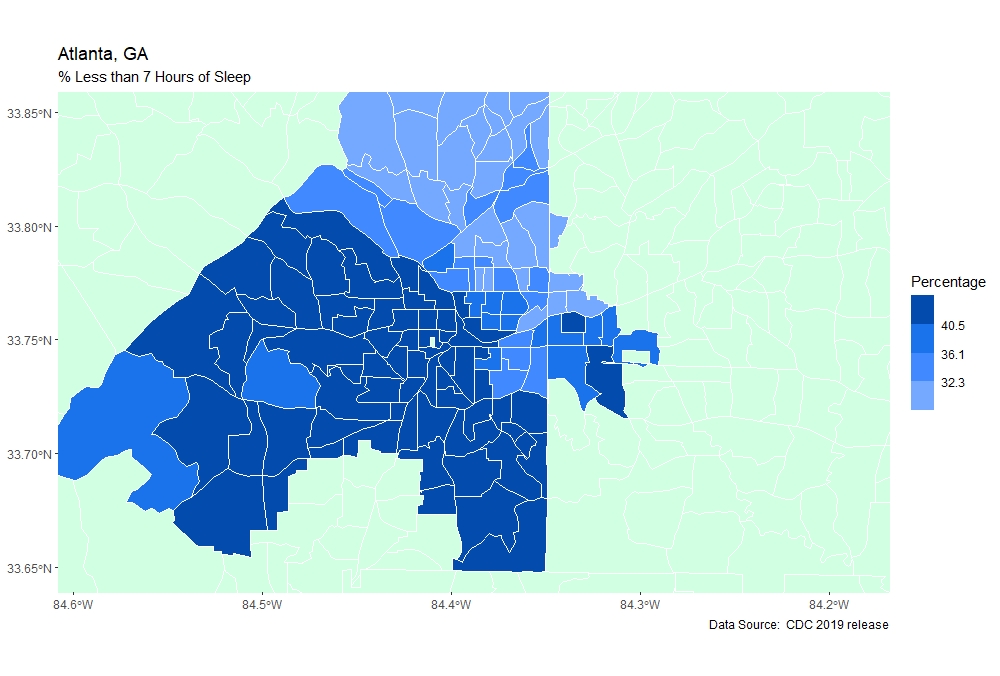 Atlanta, GA
% Less than 7 Hours of Sleep
33.85°N
33.80°N
33.75°N
33.70°N
33.65°N
84.6°W 84.5°W 84.4°W 84.3°W 84.2°W
Percentage
40.5
36.1
32.3
Data Source:  CDC 2019 release